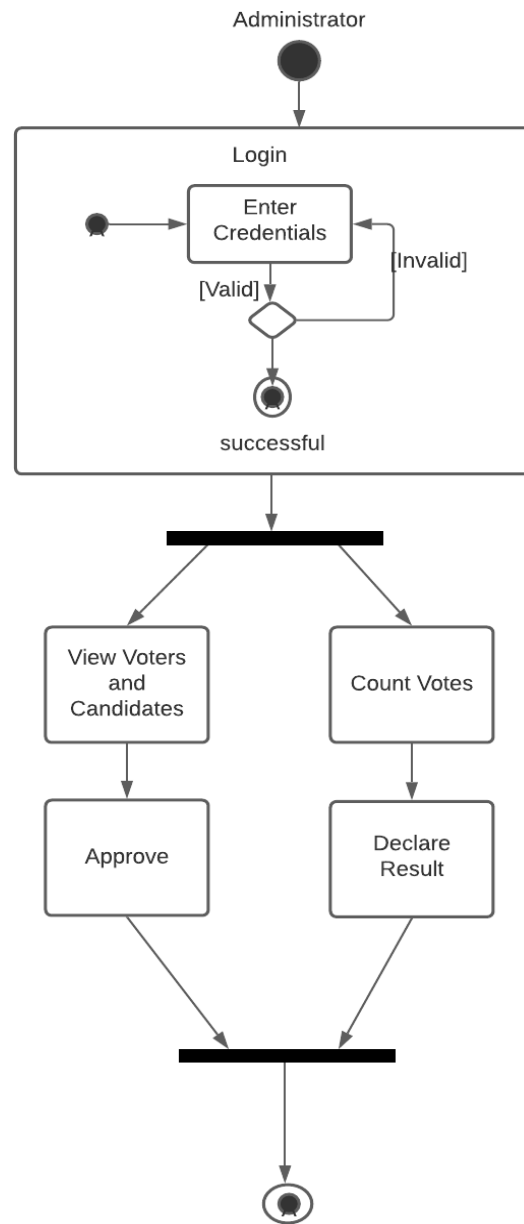 Administrator
Login
Enter
Credentials
[Invalid]
[Valid]
successful
View Voters
and
Candidates
Count Votes
Approve
Declare
Result